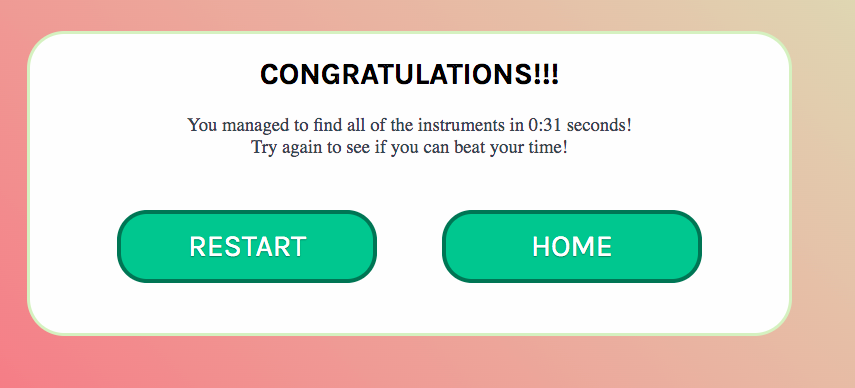 CONGRATULATIONS!!!
You managed to find all of the instruments in 0:31 seconds!
Try again to see if you can beat your time!
RESTART
HOME